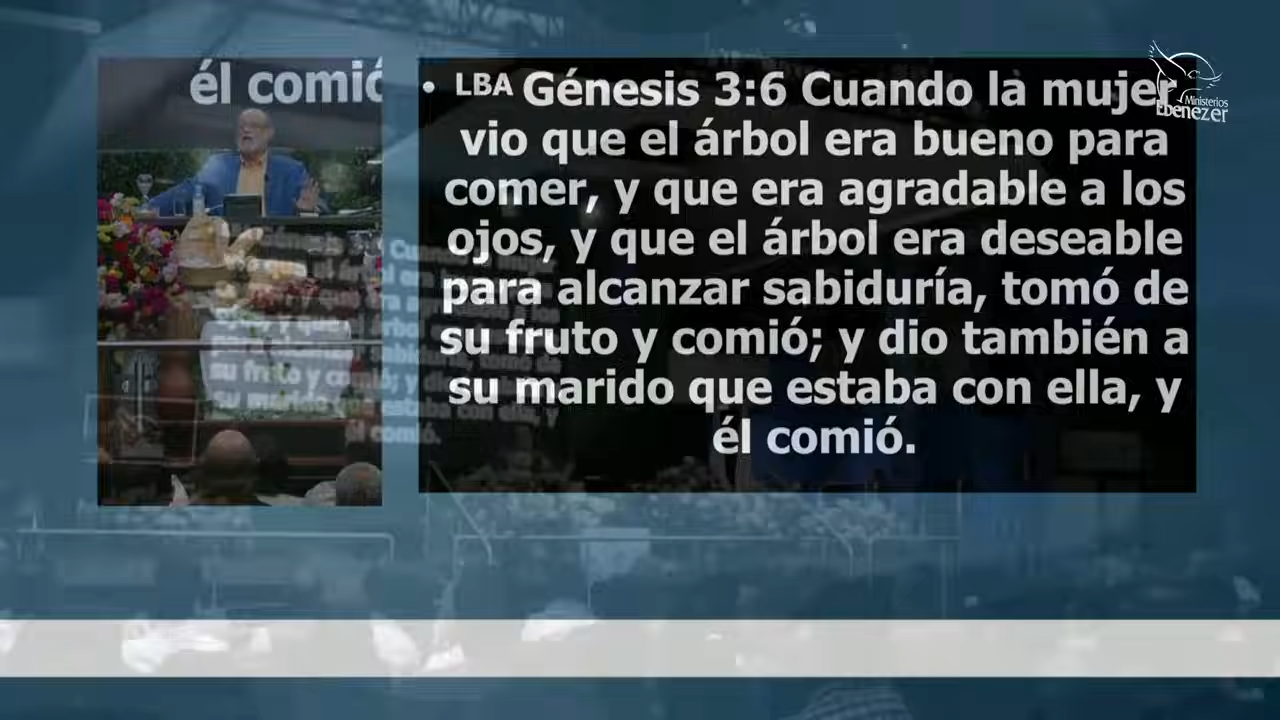 él comió
• LBA Génesis 3:6 Cuando la mujer
vio que el árbol era bueno para
comer, y que era agradable a los
ojos, y que el árbol era deseable
para alcanzar sabiduría, tomó de
su fruto y comió; y dio también a
su marido que estaba con ella, y
él comió.
Ministerios
Ebenezer